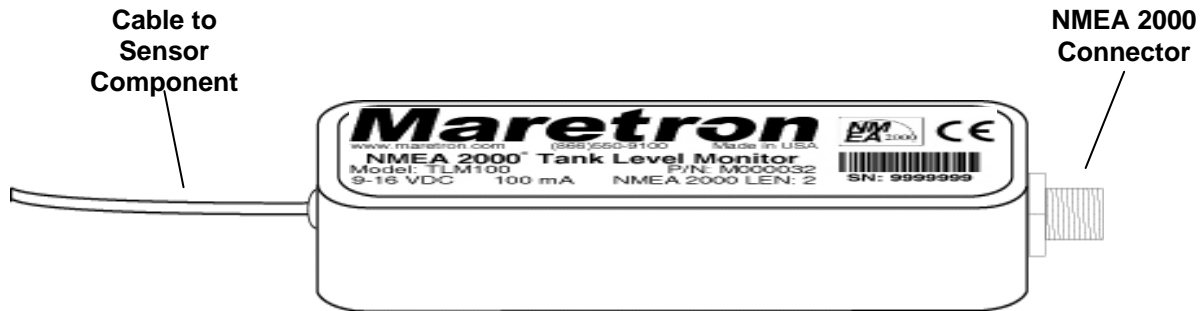 Cable to
Sensor
Component
NMEA 2000
Connector
Maretron
www.maretron.com (866)550-9100 Made in USA
NMEA 2000® Tank Level Monitor
Model: TLM100 P/N: M000032
9-16 VDC 100 mA NMEA 2000 LEN: 2
NMEA 2000
CE
SN: 9999999